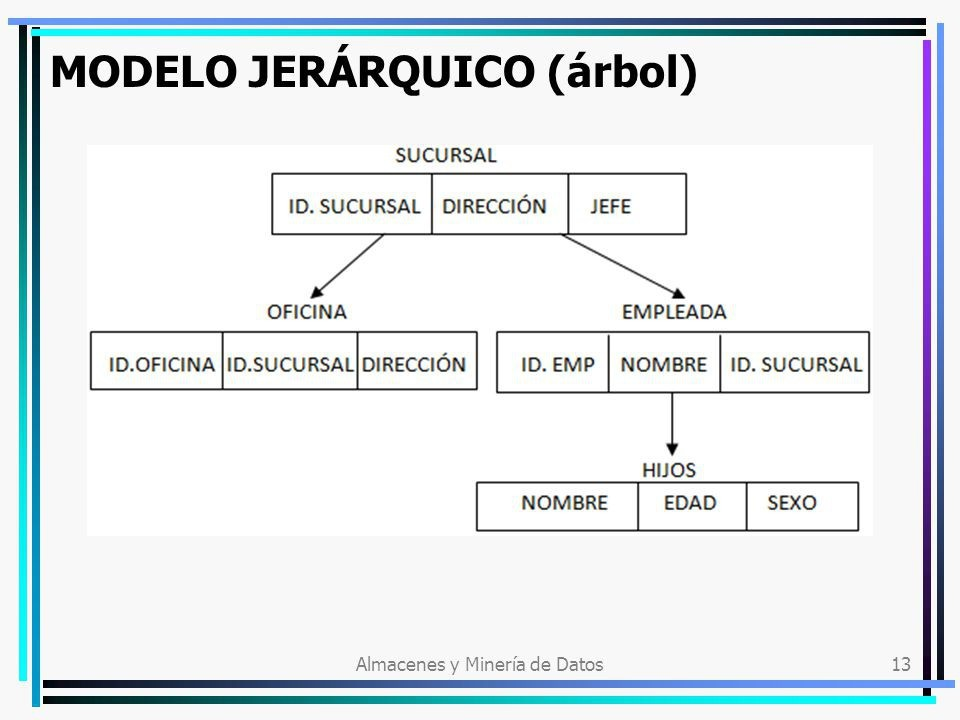 MODELO JERÁRQUICO (árbol)
SUCURSAL
ID. SUCURSAL DIRECCIÓN JEFE
OFICINA EMPLEADA
ID.OFICINA ID.SUCURSAL DIRECCIÓN ID. EMP NOMBRE ID. SUCURSAL
HIJOS
NOMBRE EDAD SEXO
Almacenes y Minería de Datos 13